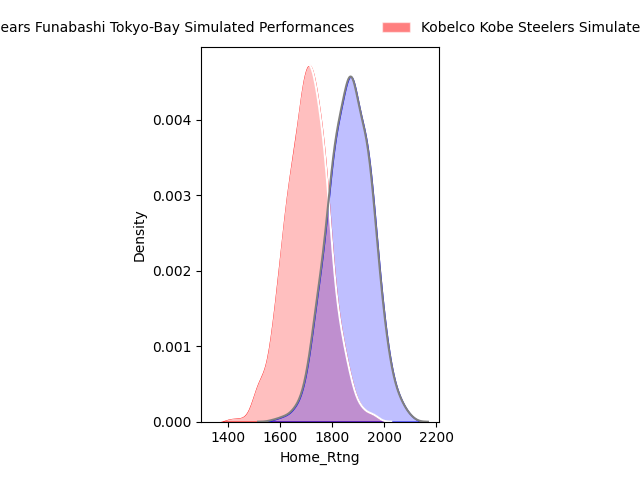 ears Funabashi Tokyo-Bay Simulated Performances
Kobelco Kobe Steelers Simulate
Density
0.004
0.003
0.002
0.001
0.000
1400 1600 1800 2000 2200
Home_Rtng